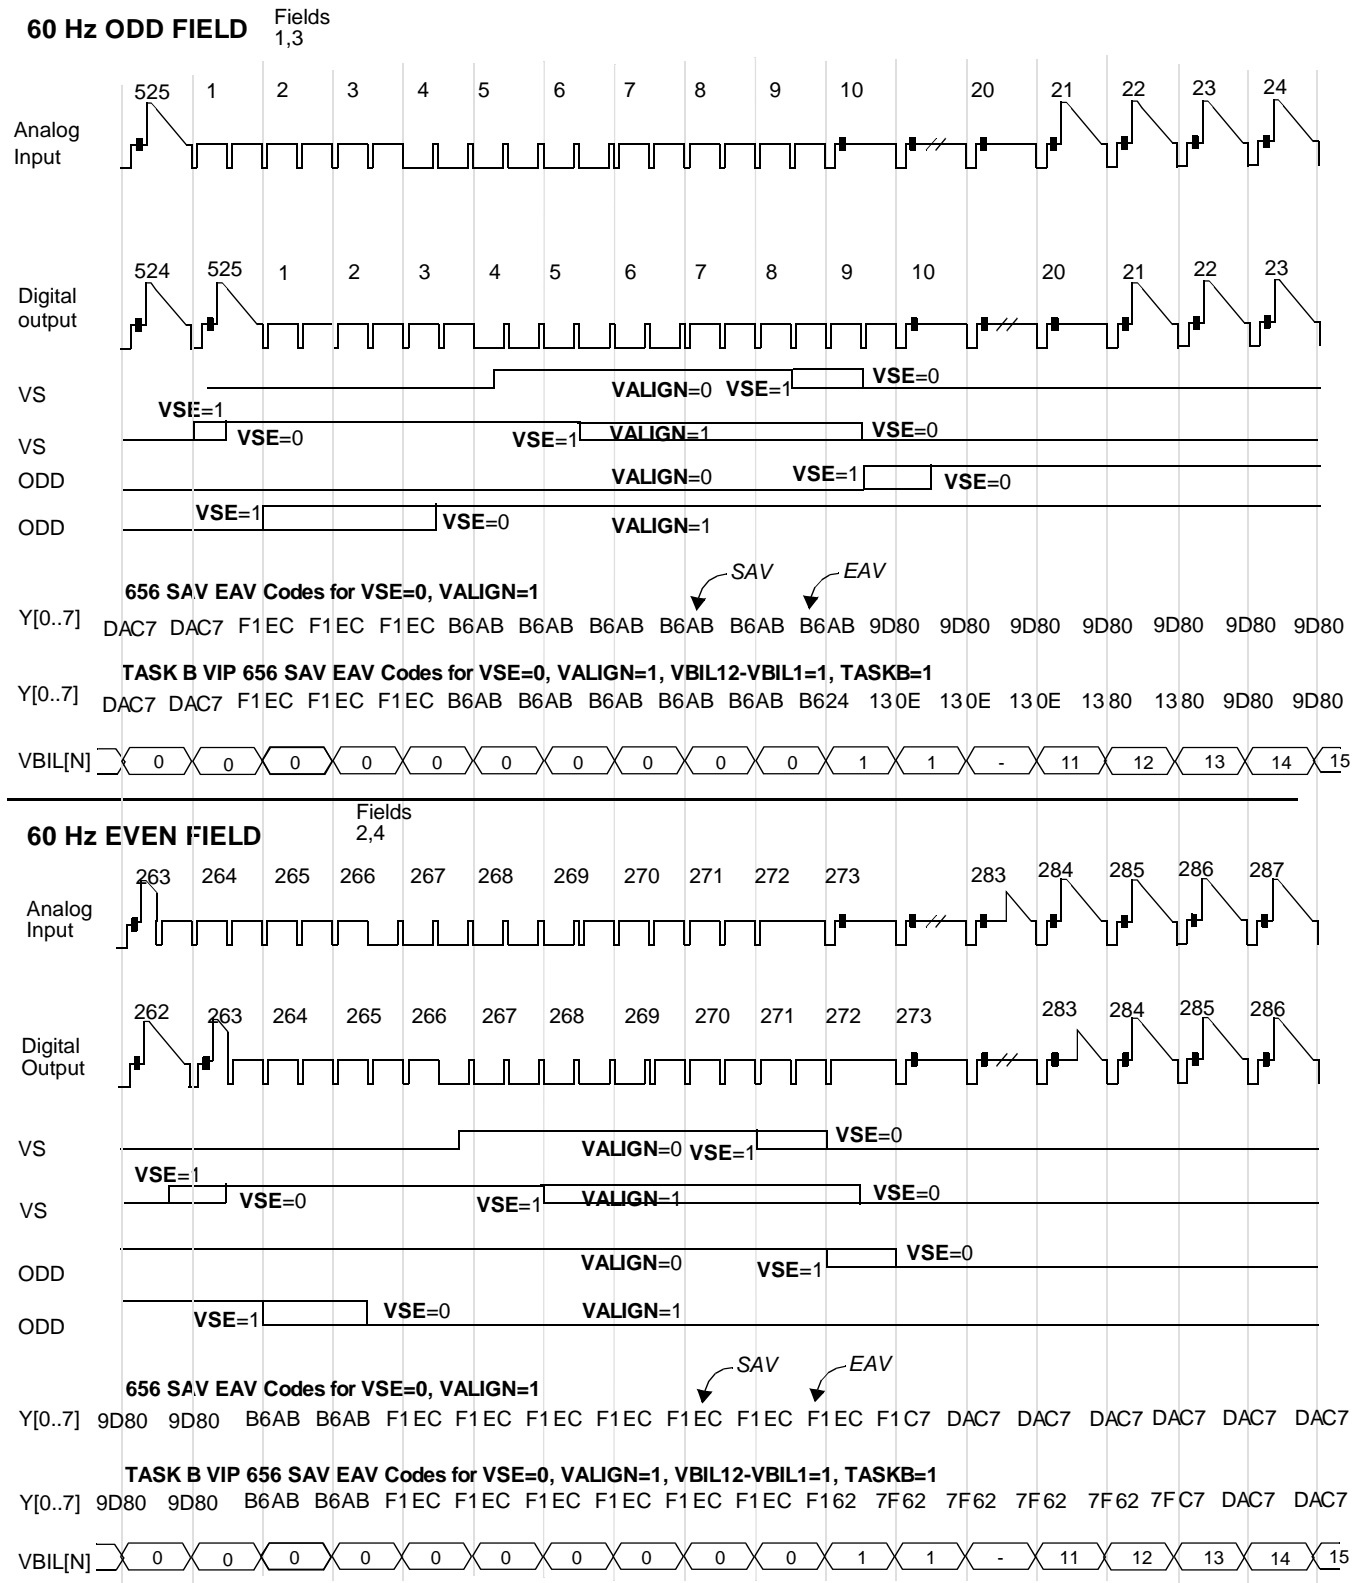 60 Hz ODD FIELD Fields 1,3
525 1 2 3 4 5 6 7 8 9 10 20 21 22 23 24
Analog
Input
524 525 1 2 3 4 5 6 7 8 9 10 20 21 22 23
Digital
output
VS VALIGN=0 VSE=1 VSE=0
VSE=1
VS VSE=0 VSE=1 VALIGN=1 VSE=0
ODD VALIGN=0 VSE=1 VSE=0
ODD VSE=1 VSE=0 VALIGN=1
SAV EAV
656 SAV EAV Codes for VSE=0, VALIGN=1
Y[0..7] DAC7 DAC7 F1EC F1EC F1EC B6AB B6AB B6AB B6AB B6AB B6AB 9D80 9D80 9D80 9D80 9D80 9D80 9D80
TASK B VIP 656 SAV EAV Codes for VSE=0, VALIGN=1, VBIL12-VBIL1=1, TASKB=1
Y[0..7] DAC7 DAC7 F1EC F1EC F1EC B6AB B6AB B6AB B6AB B6AB B624 130E 130E 130E 1380 1380 9D80 9D80
VBIL[N] 0 0 0 0 0 0 0 0 0 0 1 1 - 11 12 13 14 15
60 Hz EVEN FIELD Fields 2,4
263 264 265 266 267 268 269 270 271 272 273 283 284 285 286 287
Analog
Input
262 263 264 265 266 267 268 269 270 271 272 273 283 284 285 286
Digital
Output
VS VALIGN=0 VSE=1 VSE=0
VSE=1
VS VSE=0 VSE=1 VALIGN=1 VSE=0
ODD VALIGN=0 VSE=1 VSE=0
ODD VSE=1 VSE=0 VALIGN=1
SAV EAV
656 SAV EAV Codes for VSE=0, VALIGN=1
Y[0..7] 9D80 9D80 B6AB B6AB F1EC F1EC F1EC F1EC F1EC F1EC F1EC F1C7 DAC7 DAC7 DAC7 DAC7 DAC7 DAC7
TASK B VIP 656 SAV EAV Codes for VSE=0, VALIGN=1, VBIL12-VBIL1=1, TASKB=1
Y[0..7] 9D80 9D80 B6AB B6AB F1EC F1EC F1EC F1EC F1EC F1EC F162 7F62 7F62 7F62 7F62 7FC7 DAC7 DAC7
VBIL[N] 0 0 0 0 0 0 0 0 0 0 1 1 - 11 12 13 14 15